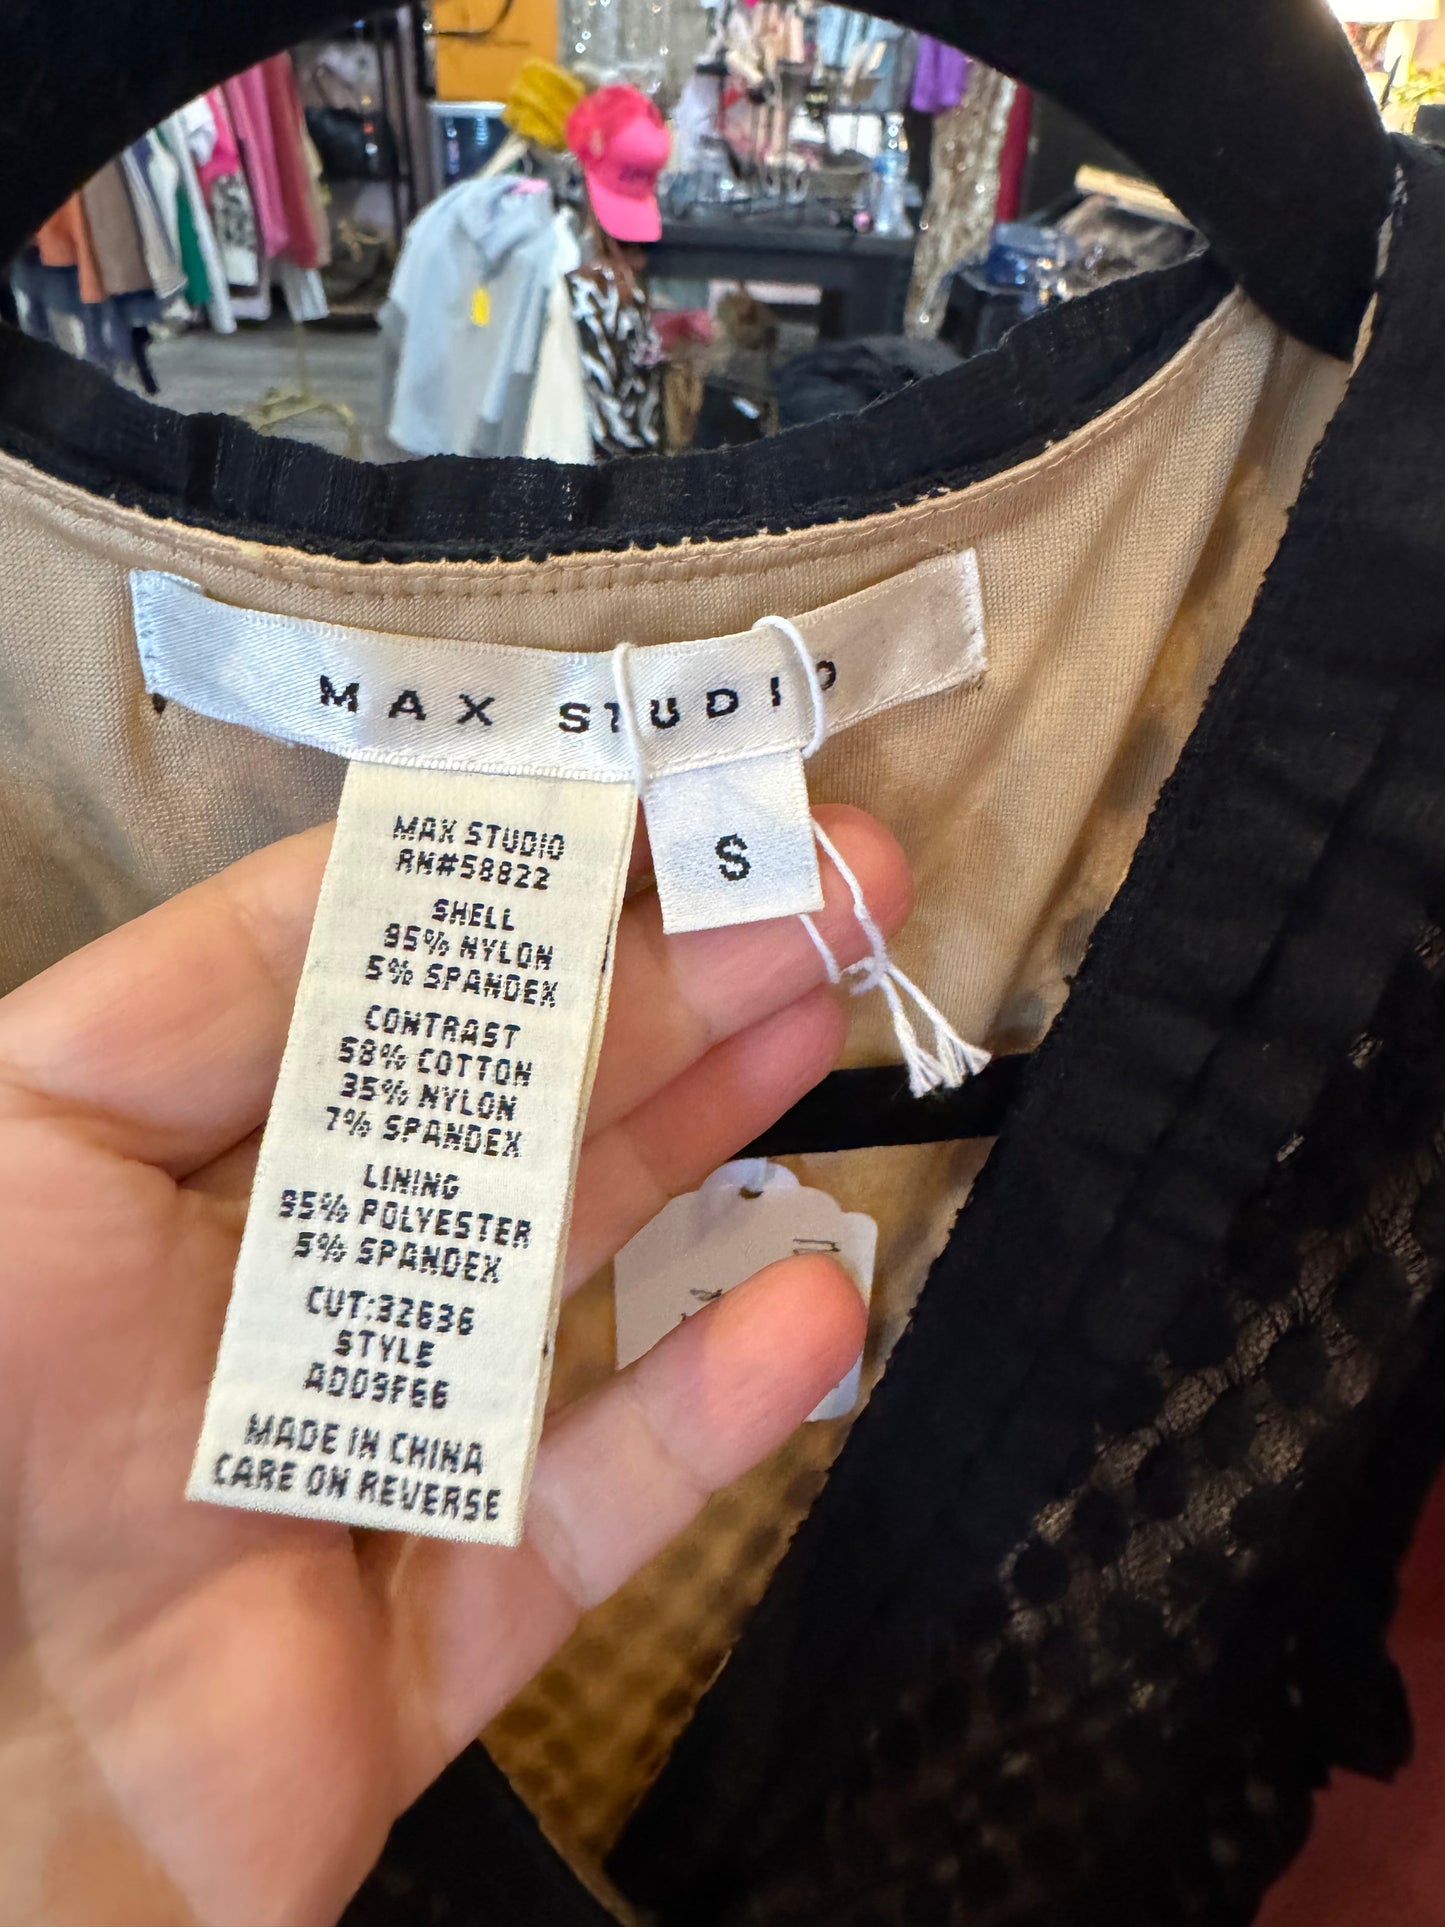 MAX STUDIO
S
MAX STUDIO
RN#58822
SHELL
95% NYLON
5% SPANDEX
CONTRAST
58% COTTON
35% NYLON
7% SPANDEX
LINING
95% POLYESTER
5% SPANDEX
CUT:32636
STYLE
AD09F66
MADE IN CHINA
CARE ON REVERSE